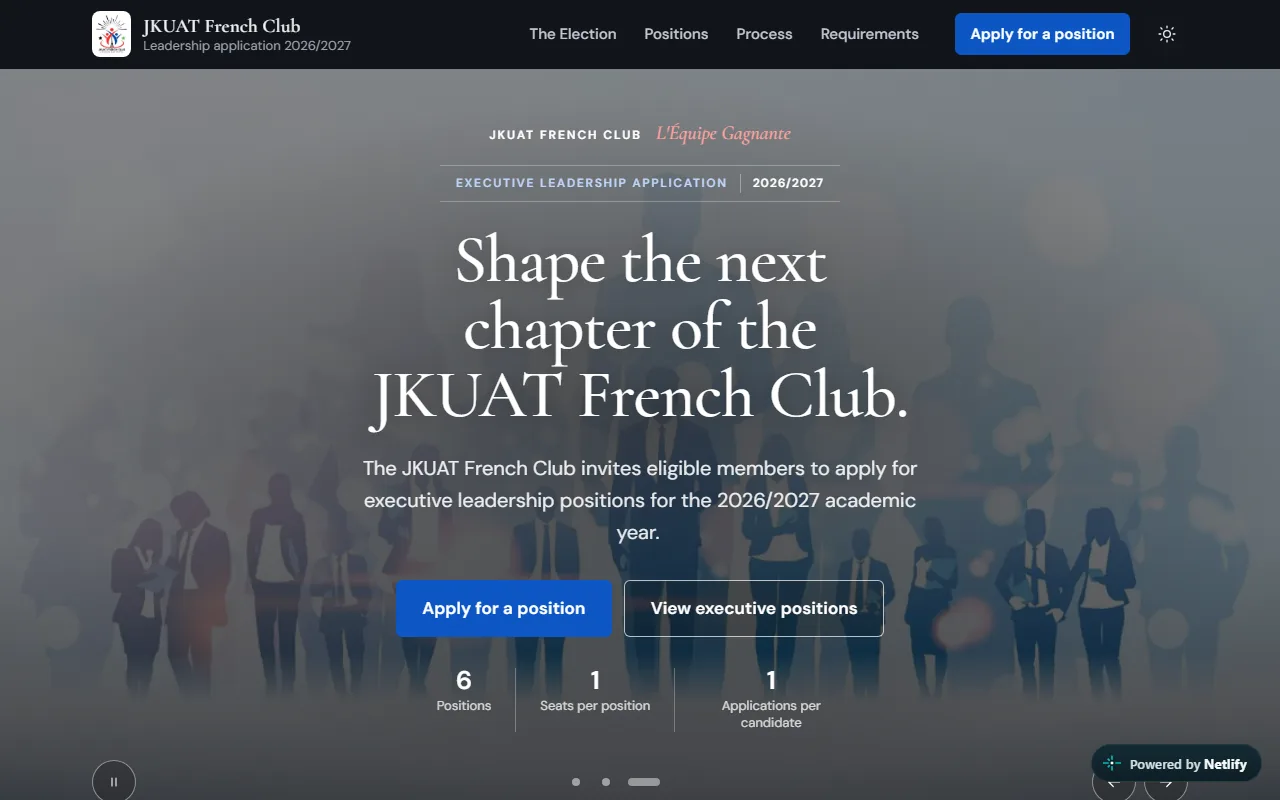 JKUAT French Club
Leadership application 2026/2027
The Election
Positions
Process
Requirements
Apply for a position
JKUAT FRENCH CLUB L'Équipe Gagnante
EXECUTIVE LEADERSHIP APPLICATION 2026/2027
Shape the next
chapter of the
JKUAT French Club.
The JKUAT French Club invites eligible members to apply for
executive leadership positions for the 2026/2027 academic
year.
Apply for a position
View executive positions
6
Positions
1
Seats per position
1
Applications per
candidate
Powered by Netlify